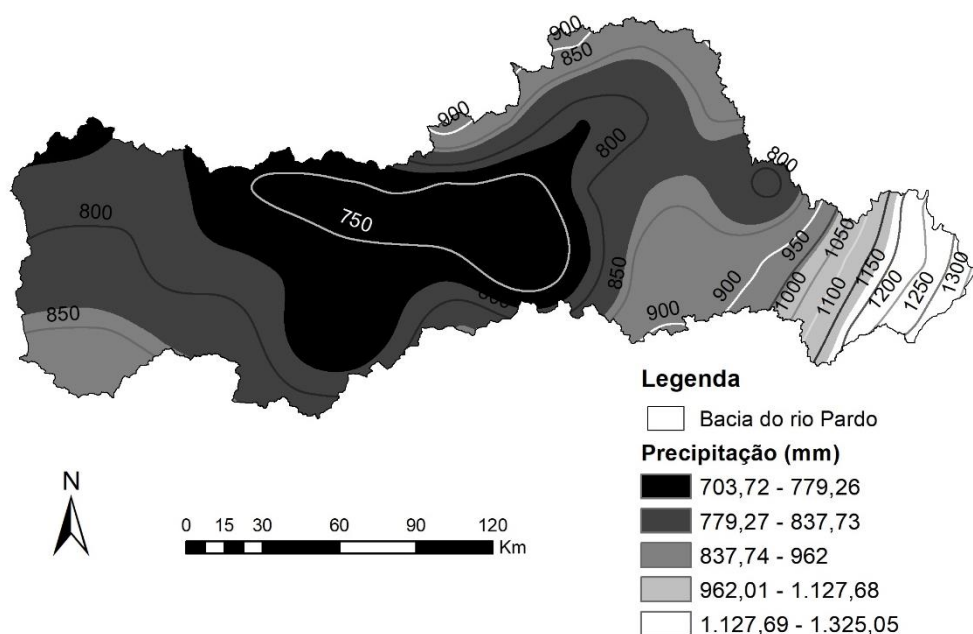 900
850
900
800
800
800
750
850
950
900
850
900
1000
1050
1100
1150
1200
1250
1300
Legenda
Bacia do rio Pardo
Precipitação (mm)
703,72 - 779,26
779,27 - 837,73
837,74 - 962
962,01 - 1.127,68
1.127,69 - 1.325,05
N
0 15 30 60 90 120
Km